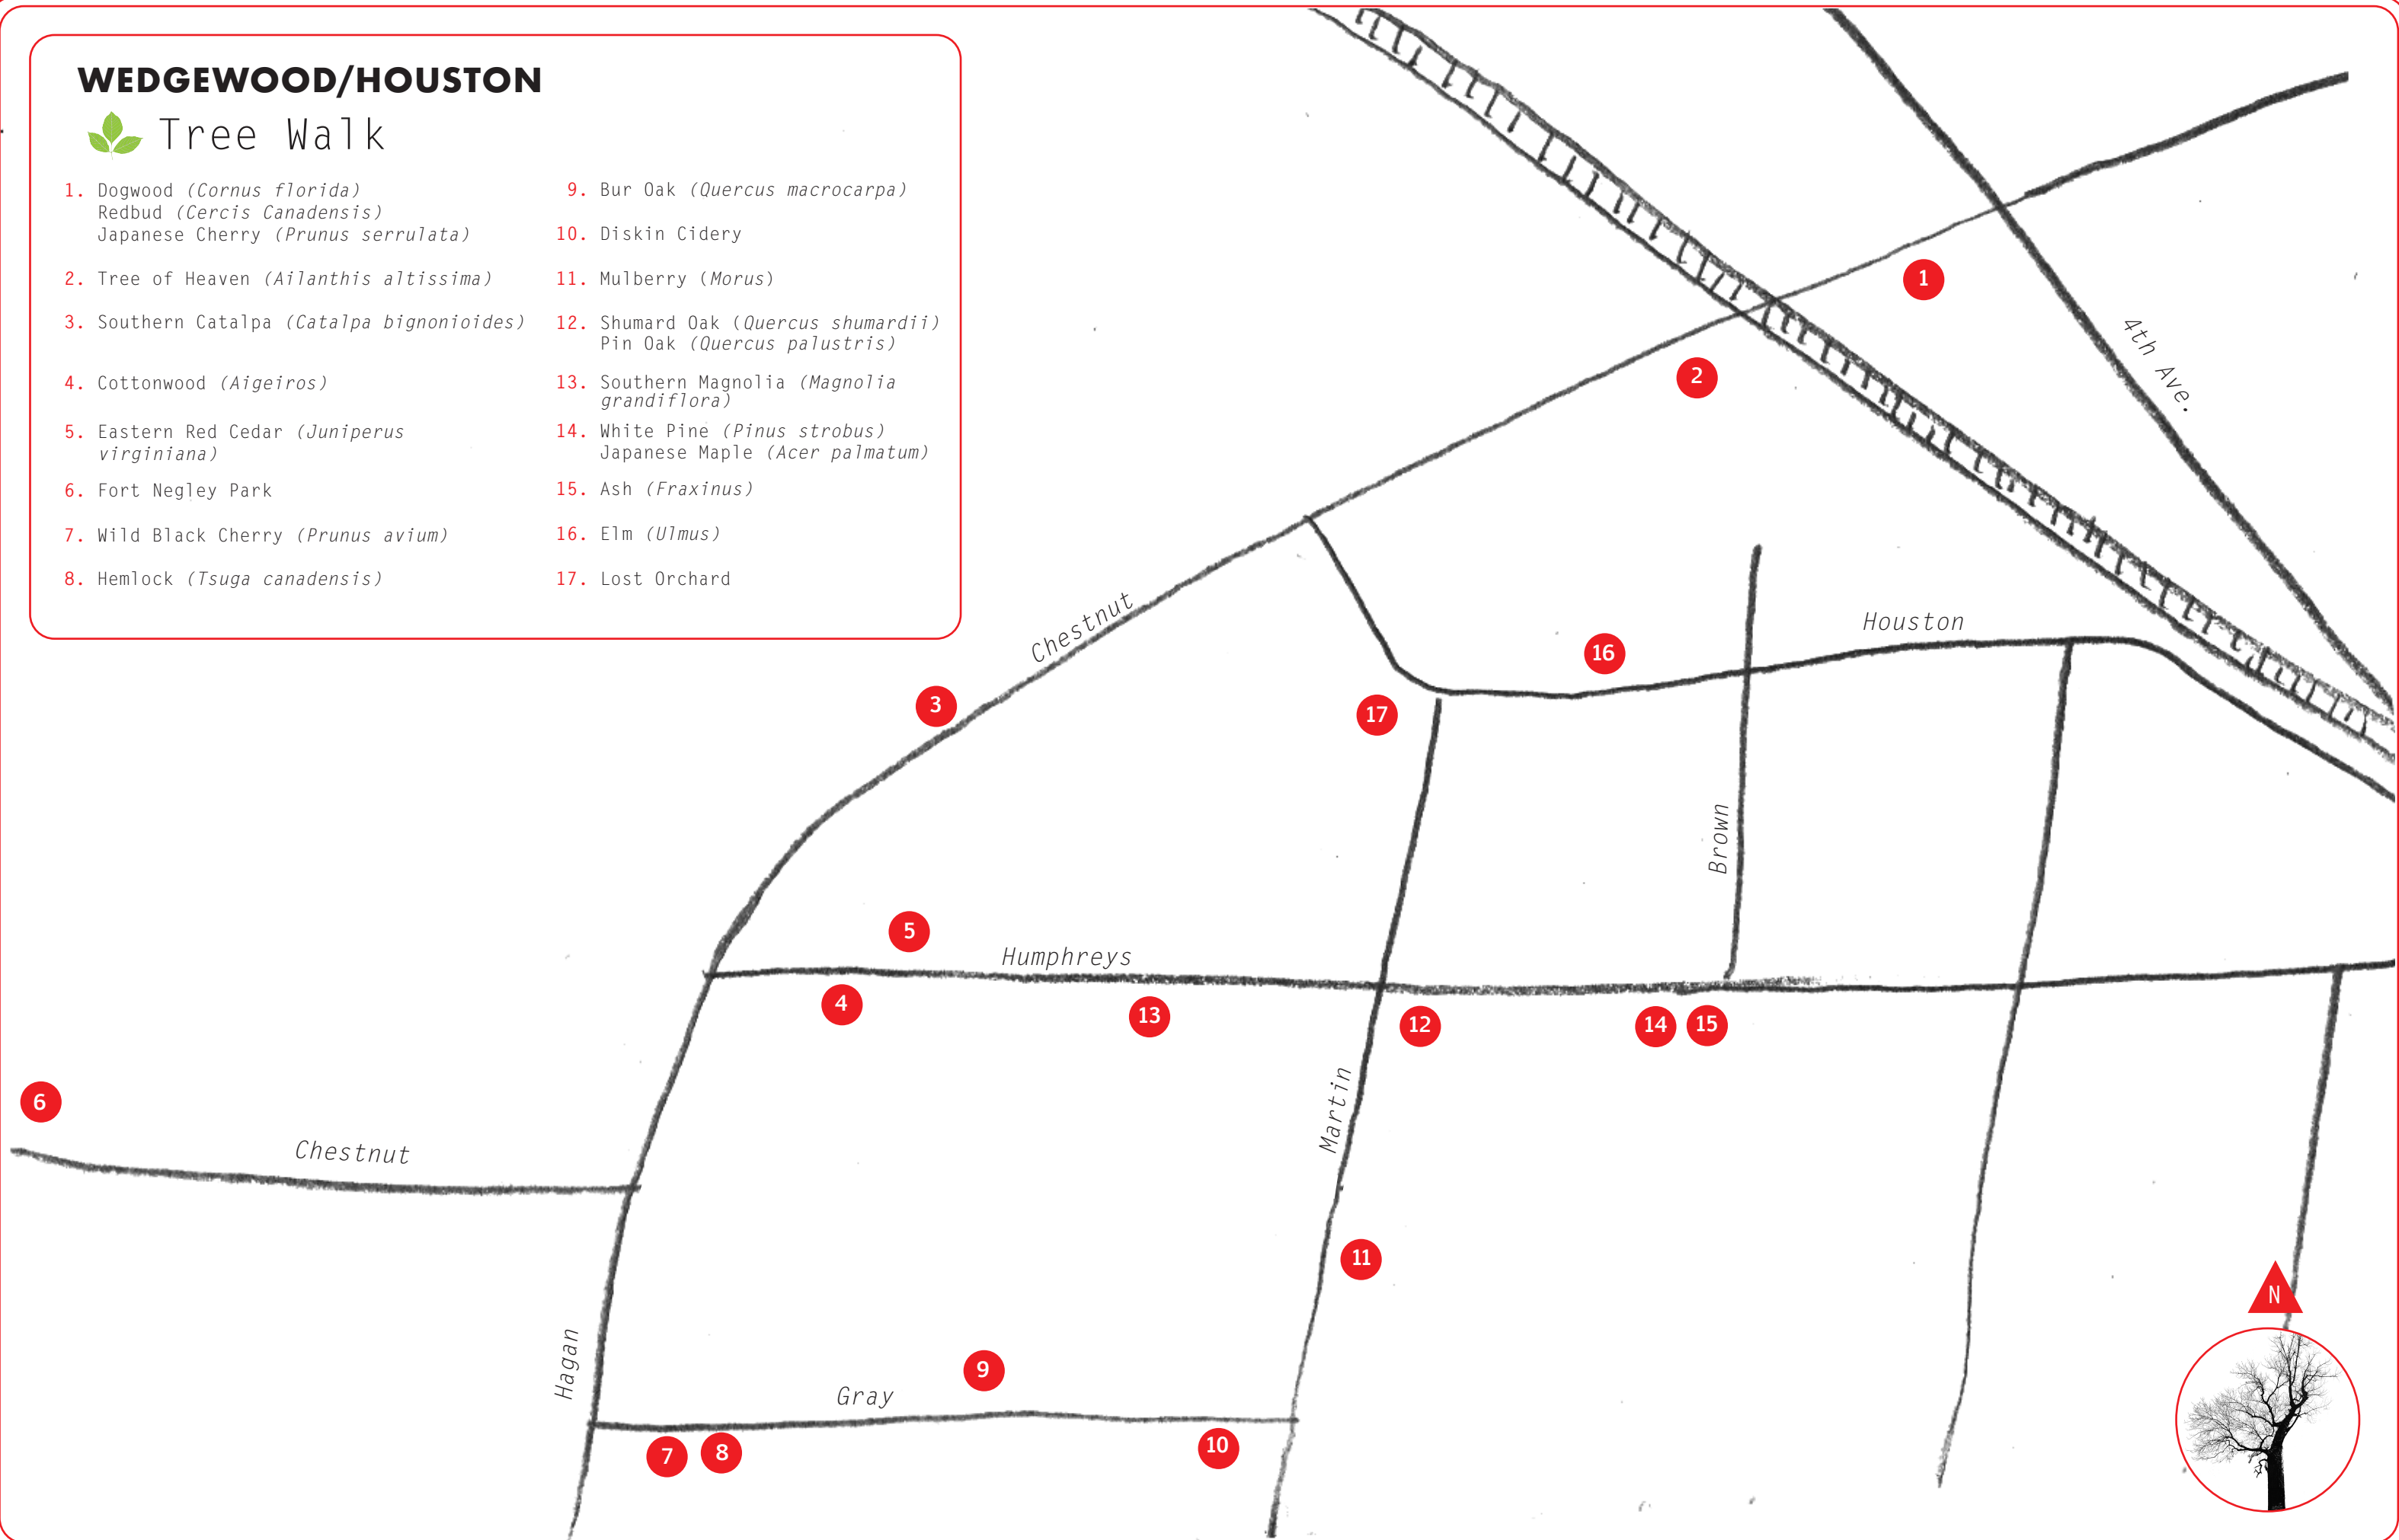 WEDGEWOOD/HOUSTON
Tree Walk
1. Dogwood (Cornus florida)
Redbud (Cercis Canadensis)
Japanese Cherry (Prunus serrulata)
2. Tree of Heaven (Ailanthis altissima)
3. Southern Catalpa (Catalpa bignonioides)
4. Cottonwood (Aigeiros)
5. Eastern Red Cedar (Juniperus
virginiana)
6. Fort Negley Park
7. Wild Black Cherry (Prunus avium)
8. Hemlock (Tsuga canadensis)
9. Bur Oak (Quercus macrocarpa)
10. Diskin Cidery
11. Mulberry (Morus)
12. Shumard Oak (Quercus shumardii)
Pin Oak (Quercus palustris)
13. Southern Magnolia (Magnolia
grandiflora)
14. White Pine (Pinus strobus)
Japanese Maple (Acer palmatum)
15. Ash (Fraxinus)
16. Elm (Ulmus)
17. Lost Orchard
1
4th Ave.
2
Chestnut
Houston
16
3
17
Brown
5
Humphreys
4
13
12
14
15
6
Martin
Chestnut
11
N
Hagan
9
Gray
7
8
10